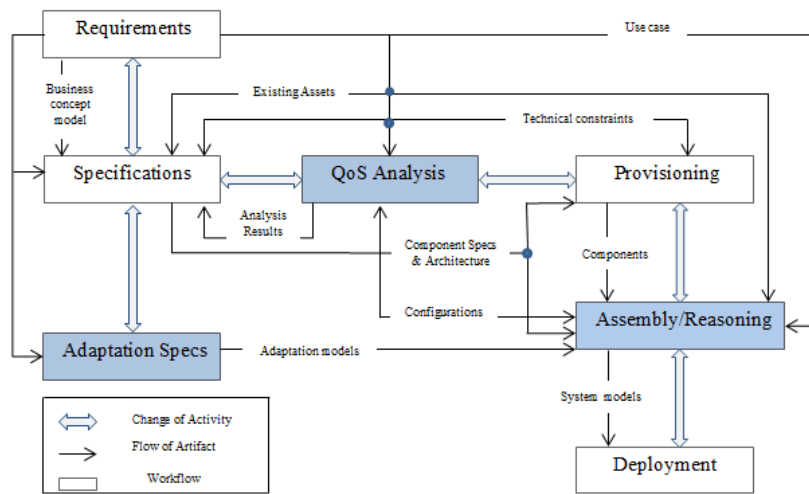 Requirements
Use case
Business
concept
model
Existing Assets
Technical constraints
Specifications
QoS Analysis
Provisioning
Analysis
Results
Component Specs
& Architecture
Components
Configurations
Assembly/Reasoning
Adaptation Specs
Adaptation models
System models
Change of Activity
Flow of Artifact
Workflow
Deployment